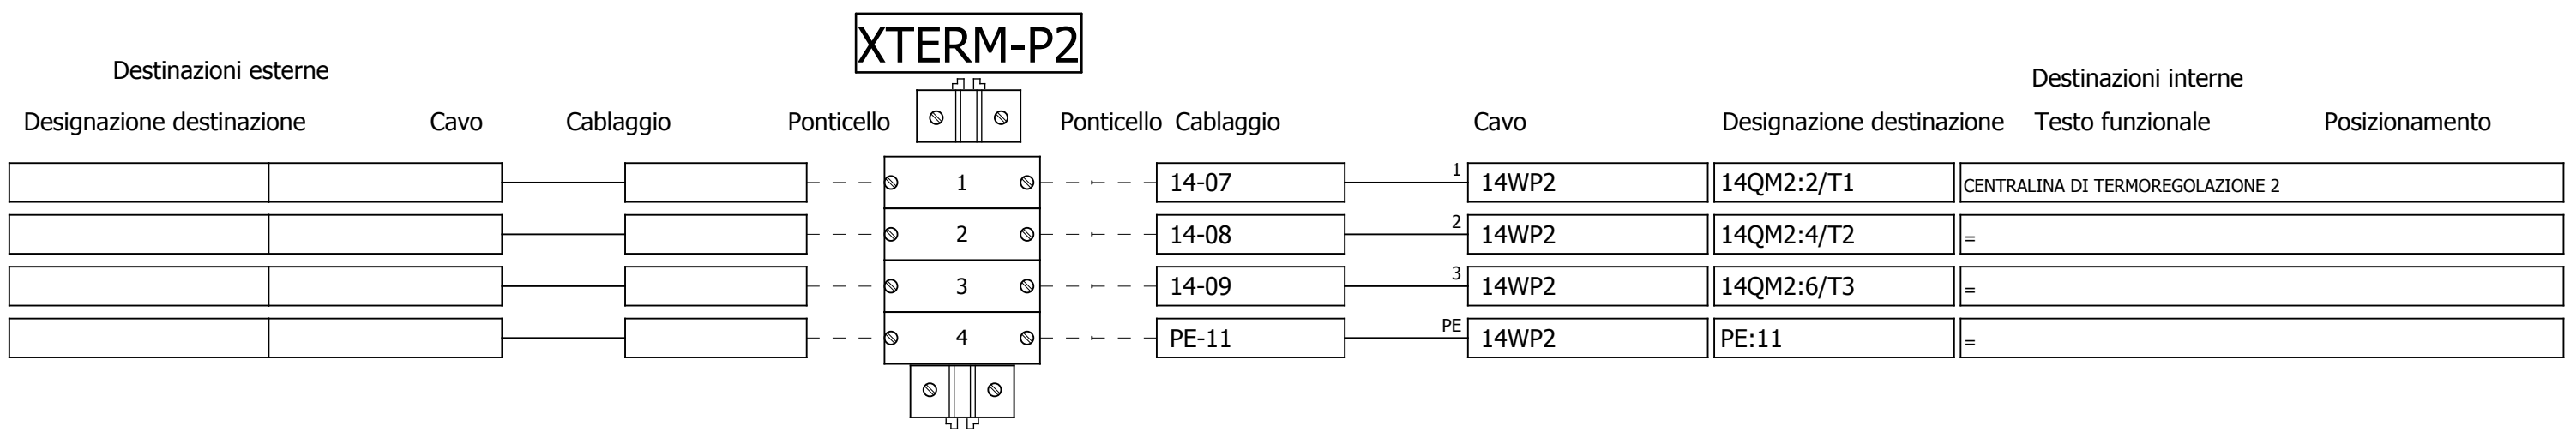 XTERM-P2
Destinazioni esterne
Destinazioni interne
Designazione destinazione Cavo Cablaggio Ponticello Ponticello Cablaggio Cavo Designazione destinazione Testo funzionale Posizionamento
1 14-07 1 14WP2 14QM2:2/T1 CENTRALINA DI TERMOREGOLAZIONE 2
2 14-08 2 14WP2 14QM2:4/T2 =
3 14-09 3 14WP2 14QM2:6/T3 =
4 PE-11 PE 14WP2 PE:11 =